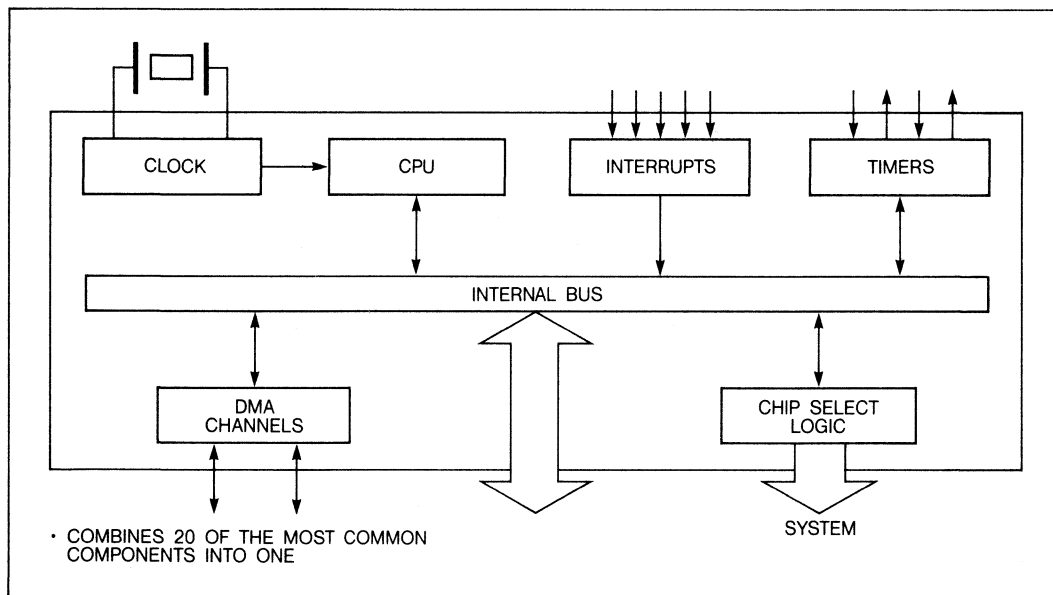 CLOCK
CPU
INTERRUPTS
TIMERS
INTERNAL BUS
DMA
CHANNELS
CHIP SELECT
LOGIC
SYSTEM
• COMBINES 20 OF THE MOST COMMON
COMPONENTS INTO ONE